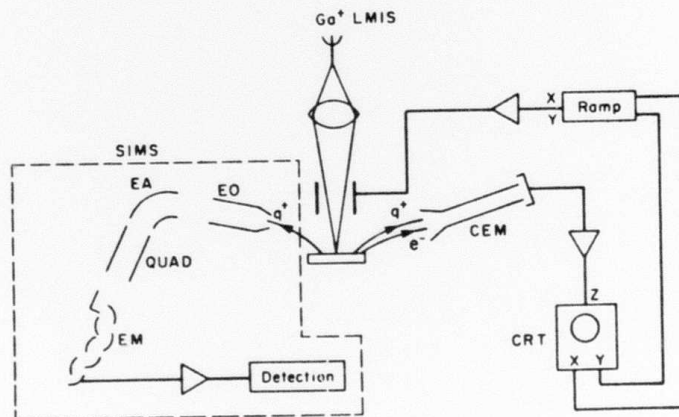 Ga⁺ LMIS
X
Y
Ramp
SIMS
EA
EO
q⁺
q⁺
e⁻
CEM
QUAD
Z
EM
CRT
X Y
Detection